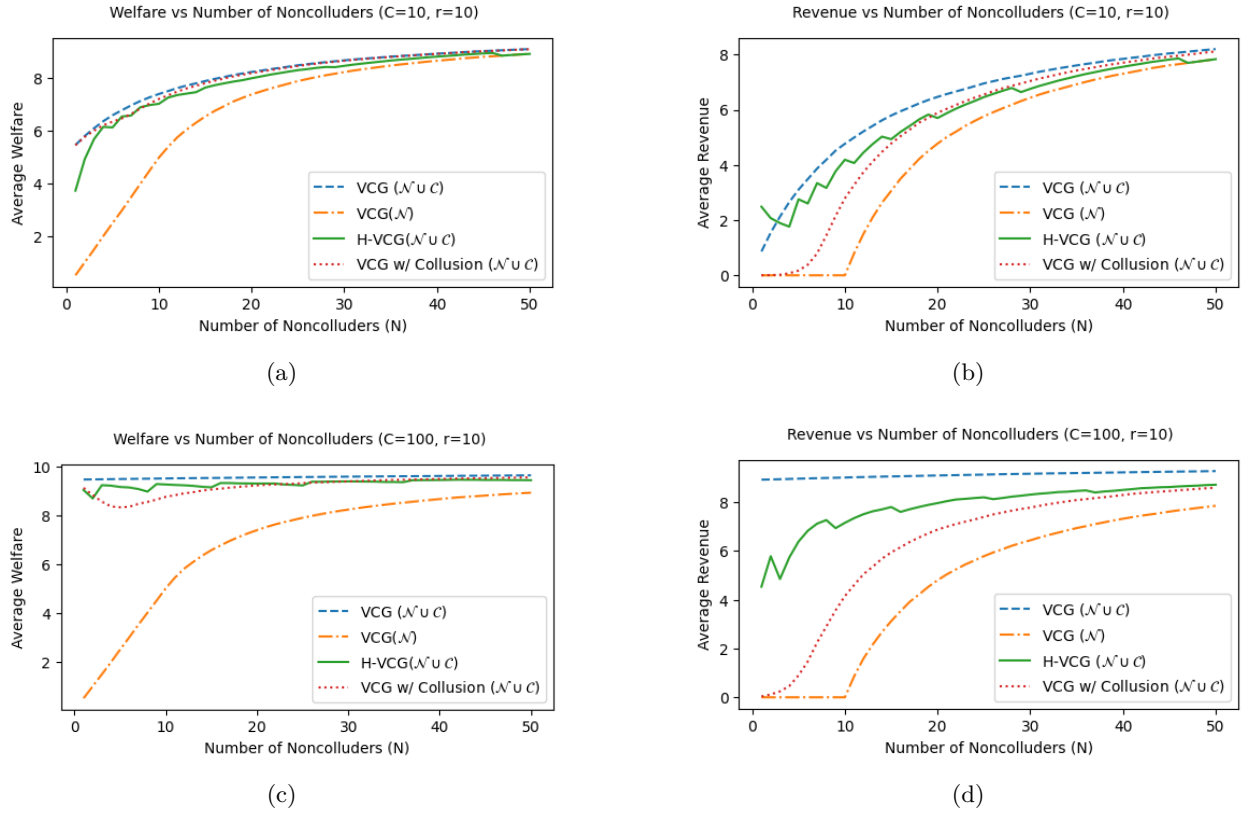 Welfare vs Number of Noncolluders (C=10, r=10)
Average Welfare
8
6
4
2
0
10
20
30
40
50
Number of Noncolluders (N)
VCG (𝒩 ∪ 𝒞)
VCG(𝒩)
H-VCG(𝒩 ∪ 𝒞)
VCG w/ Collusion (𝒩 ∪ 𝒞)
(a)
Revenue vs Number of Noncolluders (C=10, r=10)
Average Revenue
8
6
4
2
0
0
10
20
30
40
50
Number of Noncolluders (N)
VCG (𝒩 ∪ 𝒞)
VCG (𝒩)
H-VCG (𝒩 ∪ 𝒞)
VCG w/ Collusion (𝒩 ∪ 𝒞)
(b)
Welfare vs Number of Noncolluders (C=100, r=10)
Average Welfare
10
8
6
4
2
0
10
20
30
40
50
Number of Noncolluders (N)
VCG (𝒩 ∪ 𝒞)
VCG(𝒩)
H-VCG(𝒩 ∪ 𝒞)
VCG w/ Collusion (𝒩 ∪ 𝒞)
(c)
Revenue vs Number of Noncolluders (C=100, r=10)
Average Revenue
8
6
4
2
0
0
10
20
30
40
50
Number of Noncolluders (N)
VCG (𝒩 ∪ 𝒞)
VCG (𝒩)
H-VCG (𝒩 ∪ 𝒞)
VCG w/ Collusion (𝒩 ∪ 𝒞)
(d)